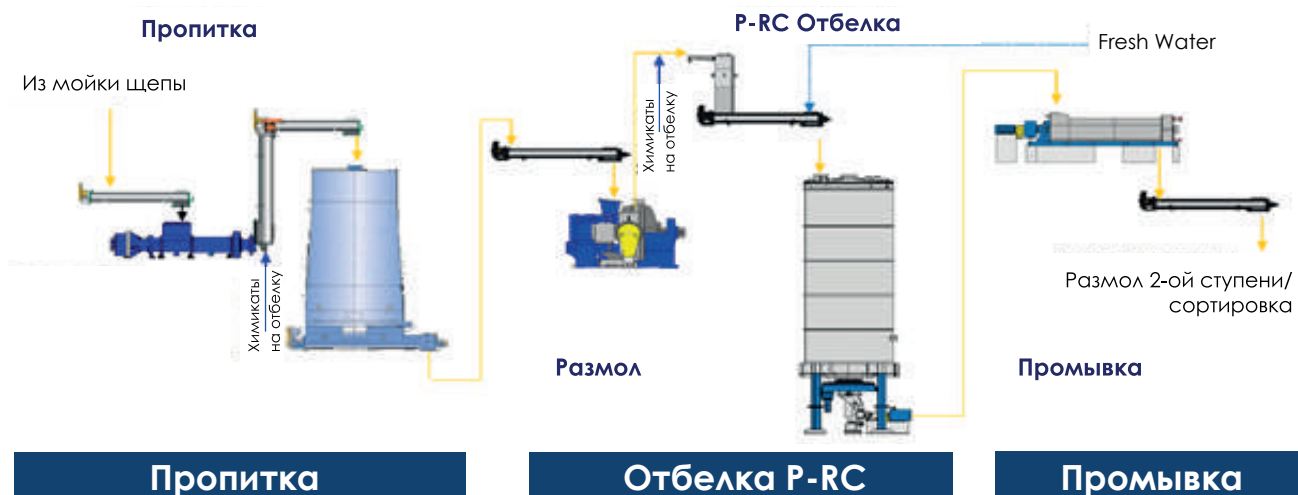 Пропитка
P-RC Отбелка
Fresh Water
Из мойки щепы
Химикаты
на отбелку
Химикаты
на отбелку
Размол 2-ой ступени/
сортировка
Размол
Промывка
Пропитка
Отбелка P-RC
Промывка